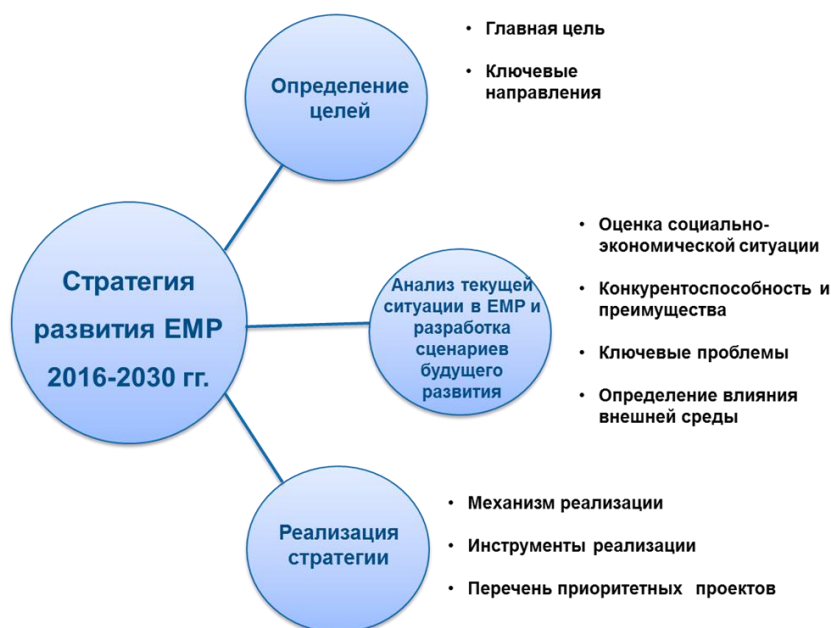 Определение
целей
• Главная цель
• Ключевые
направления
Стратегия
развития ЕМР
2016-2030 гг.
Анализ текущей
ситуации в ЕМР и
разработка
сценариев
будущего
развития
• Оценка социально-
экономической ситуации
• Конкурентоспособность и
преимущества
• Ключевые проблемы
• Определение влияния
внешней среды
Реализация
стратегии
• Механизм реализации
• Инструменты реализации
• Перечень приоритетных проектов